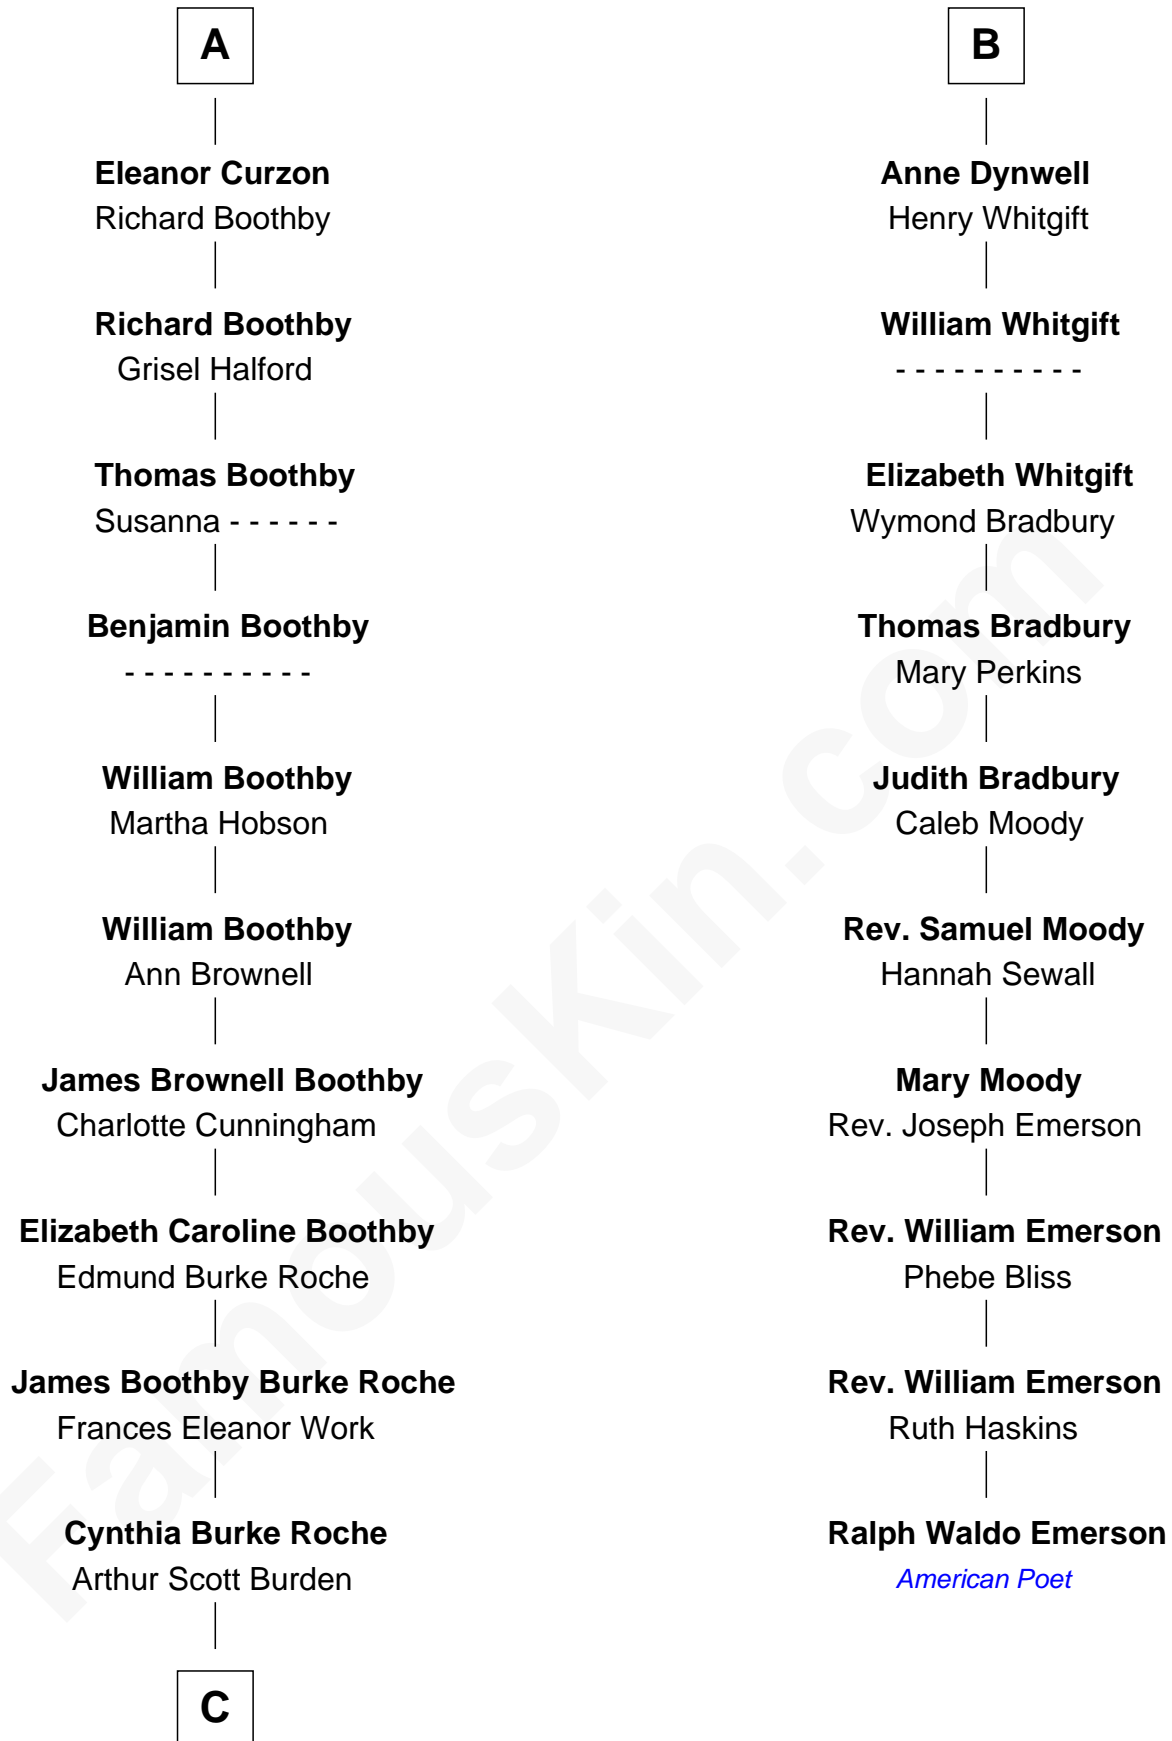 A
Eleanor Curzon
Richard Boothby
Richard Boothby
Grisel Halford
Thomas Boothby
Susanna - - - - - -
Benjamin Boothby
- - - - - - - - - -
William Boothby
Martha Hobson
William Boothby
Ann Brownell
James Brownell Boothby
Charlotte Cunningham
Elizabeth Caroline Boothby
Edmund Burke Roche
James Boothby Burke Roche
Frances Eleanor Work
Cynthia Burke Roche
Arthur Scott Burden
C
B
Anne Dynwell
Henry Whitgift
William Whitgift
- - - - - - - - - -
Elizabeth Whitgift
Wymond Bradbury
Thomas Bradbury
Mary Perkins
Judith Bradbury
Caleb Moody
Rev. Samuel Moody
Hannah Sewall
Mary Moody
Rev. Joseph Emerson
Rev. William Emerson
Phebe Bliss
Rev. William Emerson
Ruth Haskins
Ralph Waldo Emerson
American Poet
FamousKin.com